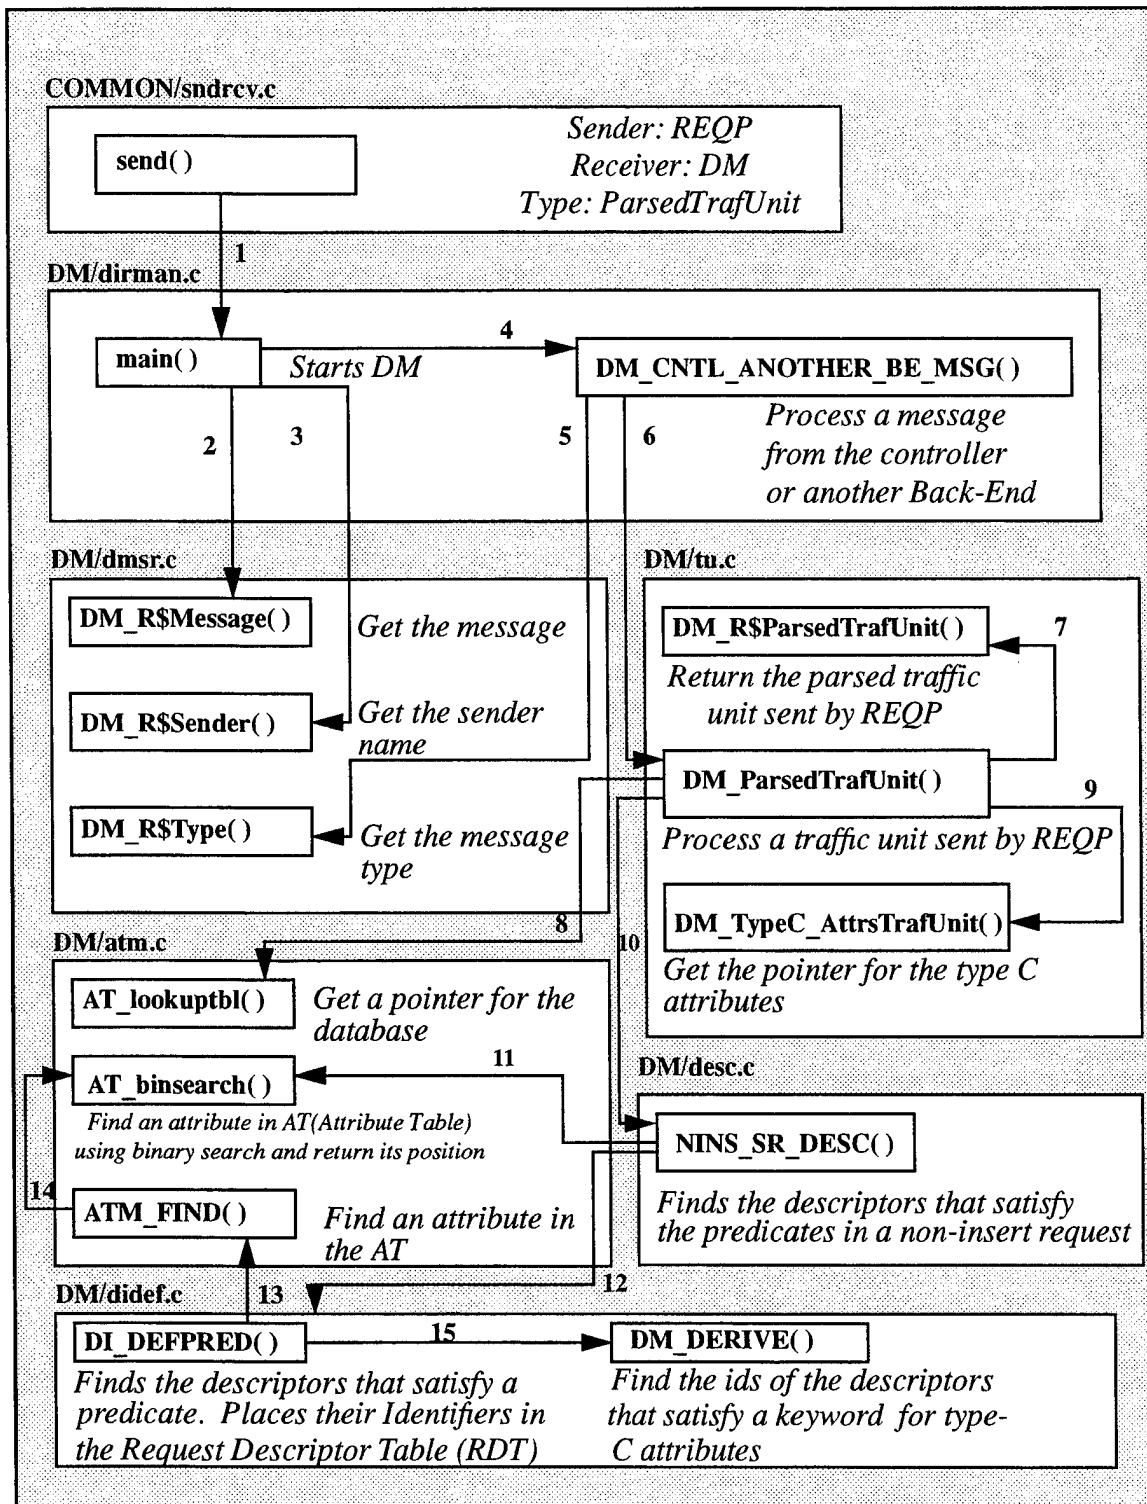 COMMON/sndrcv.c
send( )
Sender: REQP
Receiver: DM
Type: ParsedTrafUnit
1
DM/dirman.c
main( )
Starts DM
4
DM_CNTL_ANOTHER_BE_MSG( )
2
3
5
6
Process a message
from the controller
or another Back-End
DM/dmsr.c
DM_R$Message( )
Get the message
DM_R$Sender( )
Get the sender
name
DM_R$Type( )
Get the message
type
DM/tu.c
DM_R$ParsedTrafUnit( )
7
Return the parsed traffic
unit sent by REQP
DM_ParsedTrafUnit( )
9
Process a traffic unit sent by REQP
DM_TypeC_AttrsTrafUnit( )
Get the pointer for the type C
attributes
8
10
DM/atm.c
AT_lookuptbl( )
Get a pointer for the
database
AT_binsearch( )
11
Find an attribute in AT(Attribute Table)
using binary search and return its position
14
ATM_FIND( )
Find an attribute in
the AT
DM/desc.c
NINS_SR_DESC( )
Finds the descriptors that satisfy
the predicates in a non-insert request
12
13
DM/didef.c
DI_DEFPRED( )
15
DM_DERIVE( )
Finds the descriptors that satisfy a
predicate. Places their Identifiers in
the Request Descriptor Table (RDT)
Find the ids of the descriptors
that satisfy a keyword for type-
C attributes